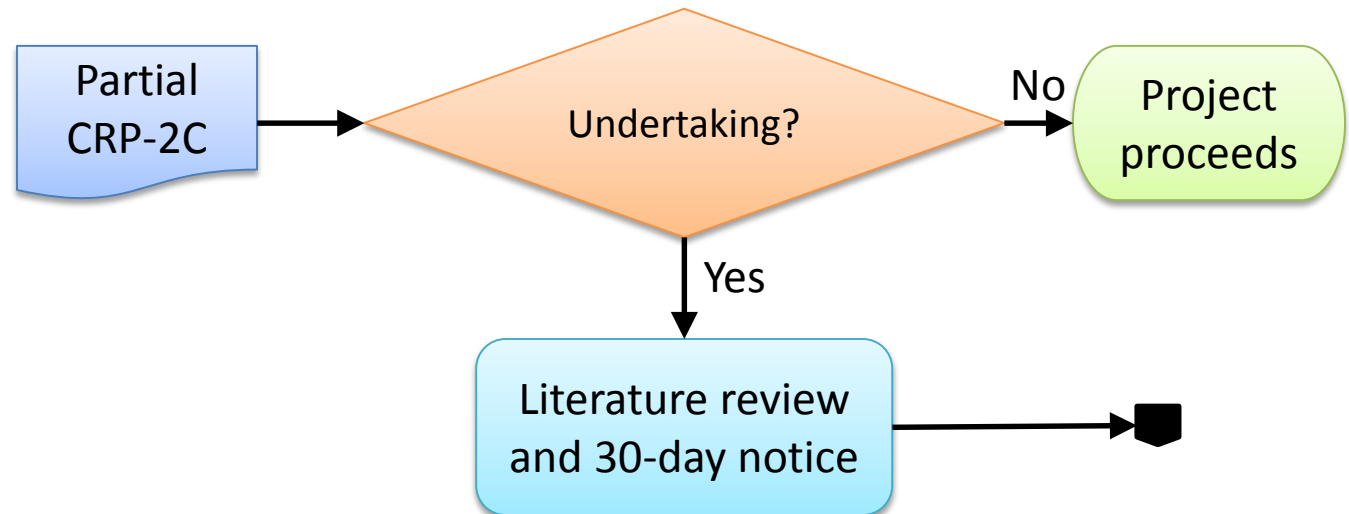 Partial
CRP-2C
Undertaking?
No
Project
proceeds
Yes
Literature review
and 30-day notice